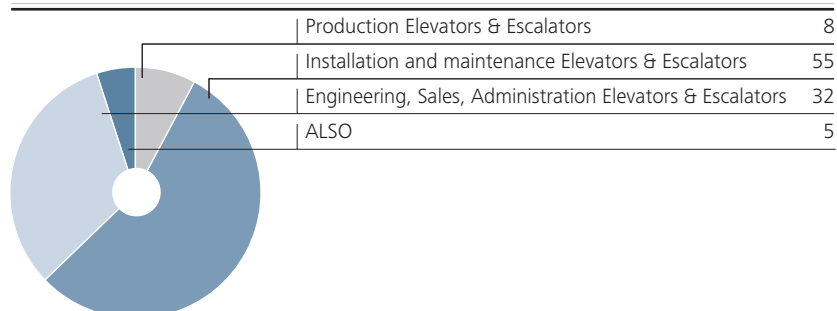 Production Elevators & Escalators 8
Installation and maintenance Elevators & Escalators 55
Engineering, Sales, Administration Elevators & Escalators 32
ALSO 5